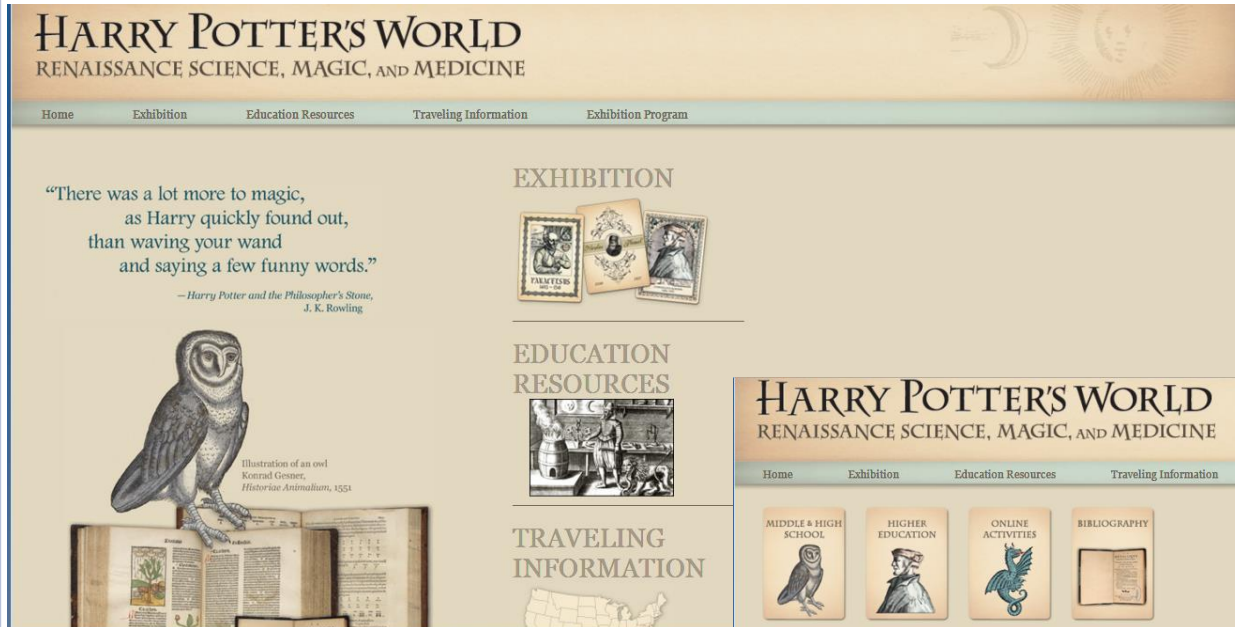 HARRY POTTER'S WORLD
RENAISSANCE SCIENCE, MAGIC, AND MEDICINE
Home Exhibition Education Resources Traveling Information Exhibition Program
“There was a lot more to magic,
as Harry quickly found out,
than waving your wand
and saying a few funny words.”
—Harry Potter and the Philosopher's Stone,
J. K. Rowling
Illustration of an owl
Konrad Gesner,
Historiae Animalium, 1551
EXHIBITION
PARACELSUS
EDUCATION
RESOURCES
TRAVELING
INFORMATION
HARRY POTTER'S WORLD
RENAISSANCE SCIENCE, MAGIC, AND MEDICINE
Home Exhibition Education Resources Traveling Information
MIDDLE & HIGH
SCHOOL
HIGHER
EDUCATION
ONLINE
ACTIVITIES
BIBLIOGRAPHY